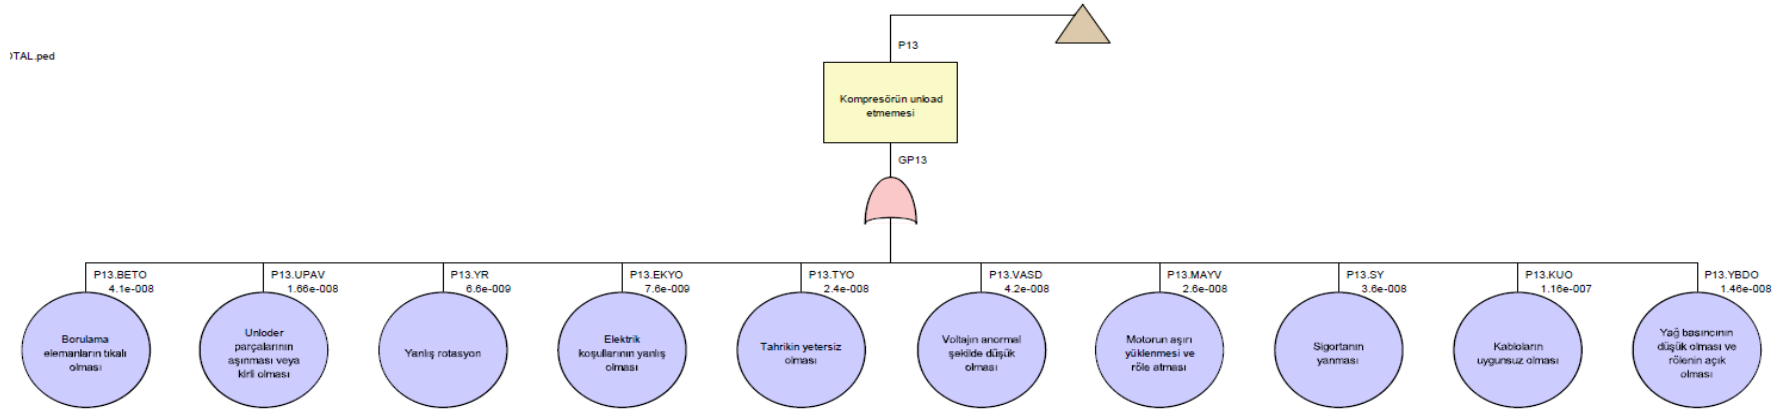 )TAL.ped
P13
Kompresörün unload
etmemesi
GP13
P13.BETO
4.1e-008
Borulama
elemanların tıkalı
olması
P13.UPAV
1.66e-008
Unloder
parçalarının
aşınması veya
kirli olması
P13.YR
6.6e-009
Yanlış rotasyon
P13.EKYO
7.6e-009
Elektrik
koşullarının yanlış
olması
P13.TYO
2.4e-008
Tahrikin yetersiz
olması
P13.VASD
4.2e-008
Voltajın anormal
şekilde düşük
olması
P13.MAYV
2.6e-008
Motorun aşırı
yüklenmesi ve
röle atması
P13.SY
3.6e-008
Sigortanın
yanması
P13.KUO
1.16e-007
Kabloların
uygunsuz olması
P13.YBDO
1.46e-008
Yağ basıncının
düşük olması ve
rölenin açık
olması